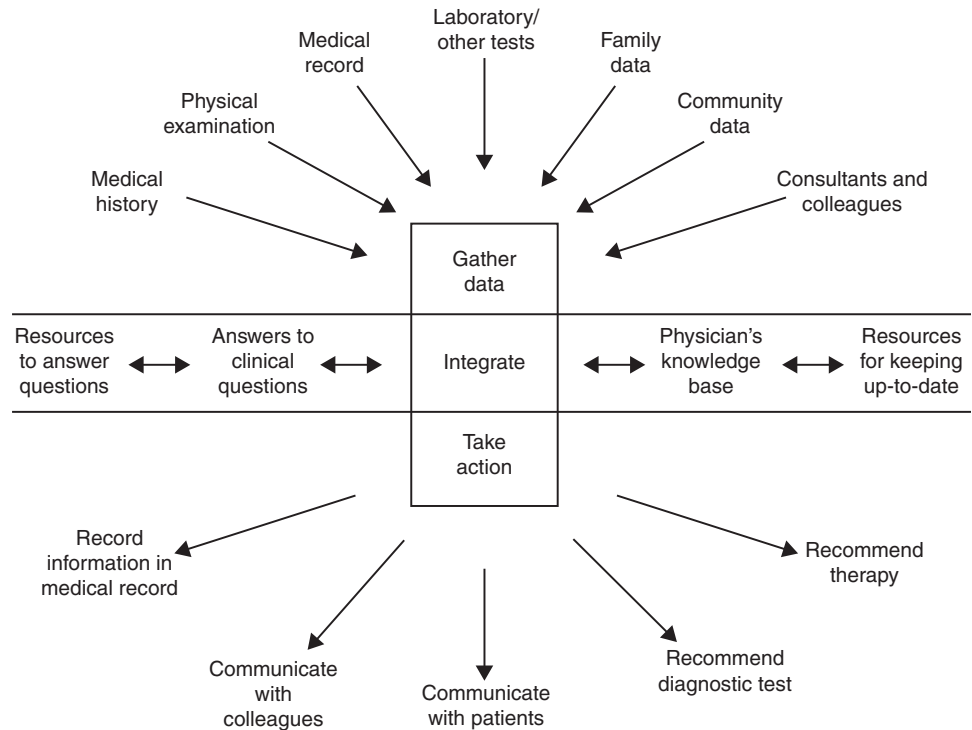 Laboratory/
other tests
Medical
record
Family
data
Physical
examination
Community
data
Medical
history
Consultants and
colleagues
Gather
data
Resources
to answer
questions
Answers to
clinical
questions
Integrate
Physician's
knowledge
base
Resources
for keeping
up-to-date
Take
action
Record
information in
medical record
Recommend
therapy
Communicate
with
colleagues
Communicate
with patients
Recommend
diagnostic test